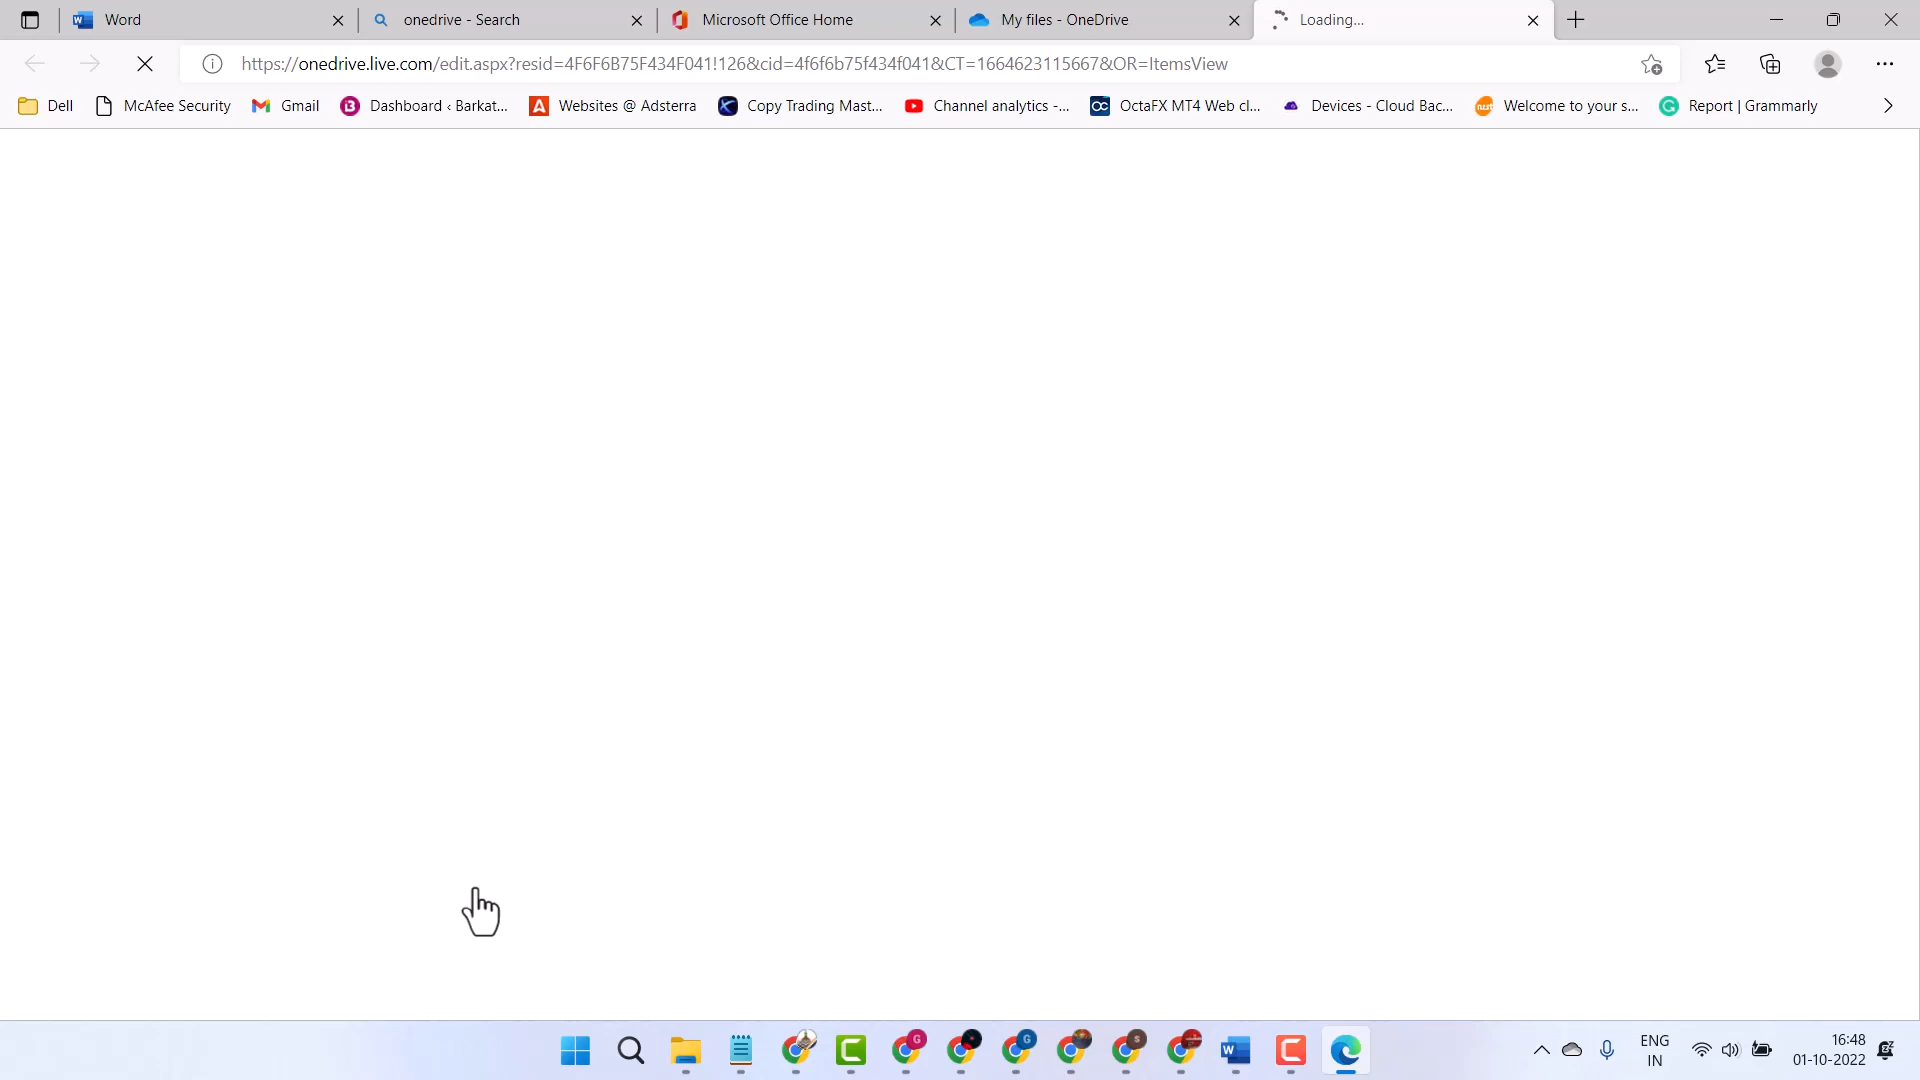 Word
onedrive - Search
Microsoft Office Home
My files - OneDrive
Loading...
https://onedrive.live.com/edit.aspx?resid=4F6F6B75F434F041!126&cid=4f6f6b75f434f041&CT=1664623115667&OR=ItemsView
Dell
McAfee Security
Gmail
Dashboard ‹ Barkat...
Websites @ Adsterra
Copy Trading Mast...
Channel analytics -...
OctaFX MT4 Web cl...
Devices - Cloud Bac...
Welcome to your s...
Report | Grammarly
ENG
IN
16:48
01-10-2022